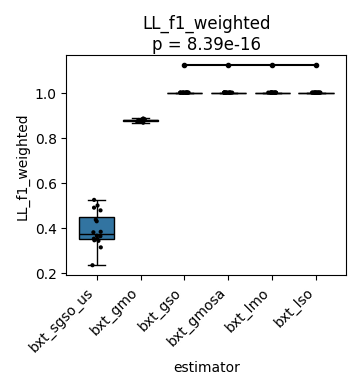 LL_f1_weighted
p = 8.39e-16
LL_f1_weighted
1.0
0.8
0.6
0.4
0.2
bxt_sgso_us
bxt_gmo
bxt_gso
bxt_gmosa
bxt_lmo
bxt_lso
estimator